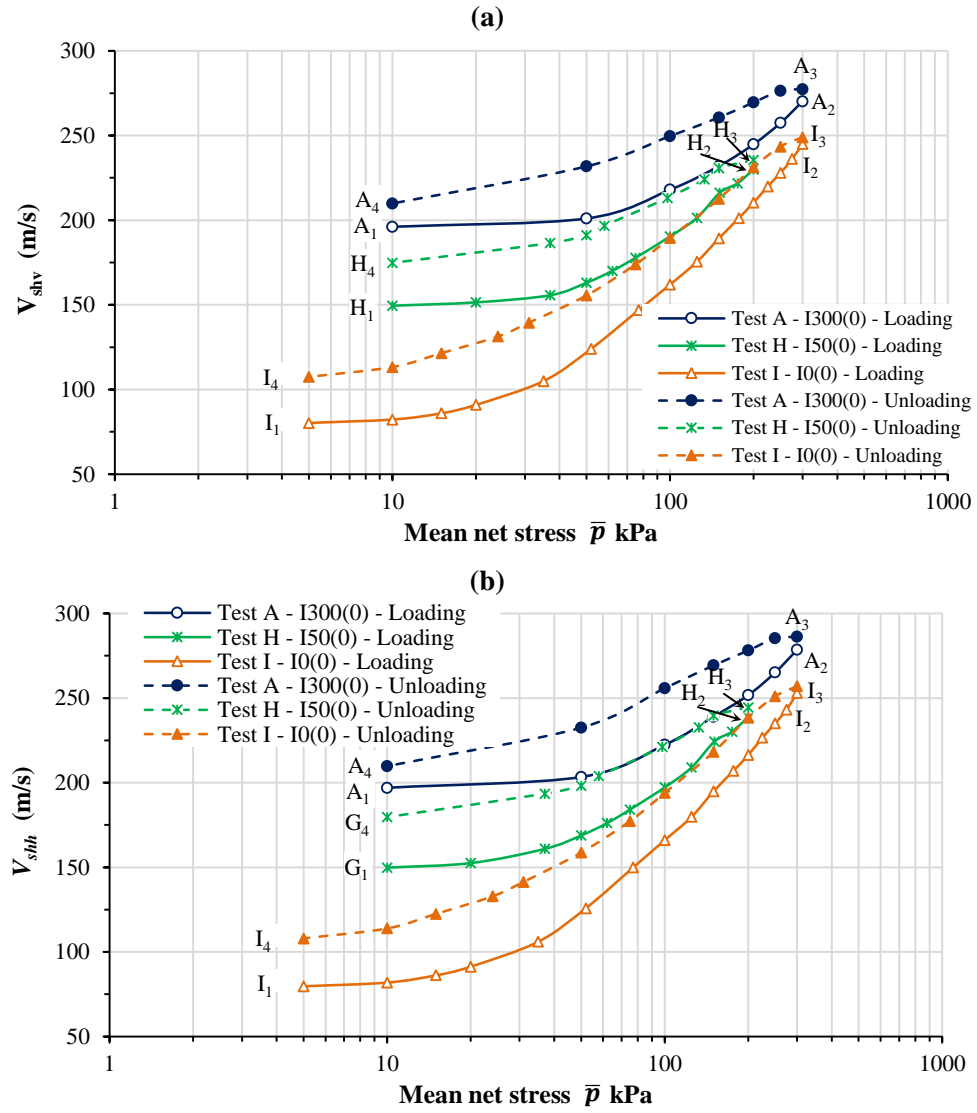 (a)
300
250
200
150
100
50
V_shv (m/s)
A₃
A₂
H₃
H₂
I₃
I₂
A₄
A₁
H₄
H₁
I₄
I₁
Test A - I300(0) - Loading
Test H - I50(0) - Loading
Test I - I0(0) - Loading
Test A - I300(0) - Unloading
Test H - I50(0) - Unloading
Test I - I0(0) - Unloading
1 10 100 1000
Mean net stress p̅ kPa
(b)
300
250
200
150
100
50
V_shh (m/s)
Test A - I300(0) - Loading
Test H - I50(0) - Loading
Test I - I0(0) - Loading
Test A - I300(0) - Unloading
Test H - I50(0) - Unloading
Test I - I0(0) - Unloading
A₃
A₂
H₃
H₂
I₃
I₂
A₄
A₁
G₄
G₁
I₄
I₁
1 10 100 1000
Mean net stress p̅ kPa